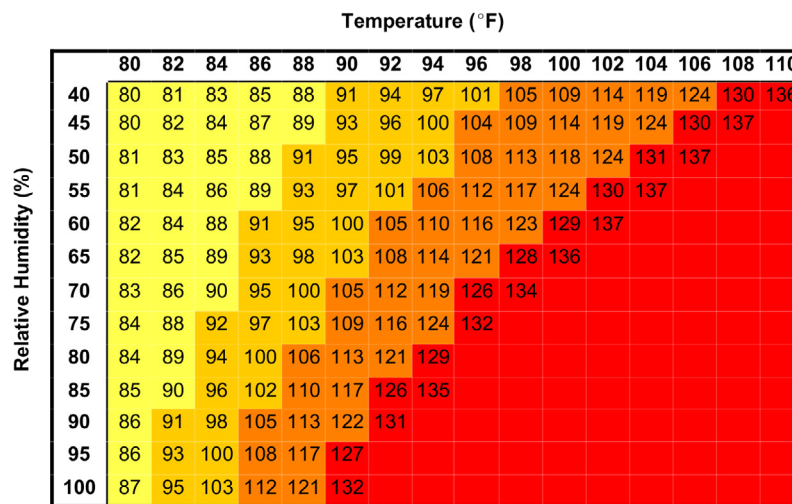 Temperature (°F)
80 82 84 86 88 90 92 94 96 98 100 102 104 106 108 110
Relative Humidity (%)
40 80 81 83 85 88 91 94 97 101 105 109 114 119 124 130 136
45 80 82 84 87 89 93 96 100 104 109 114 119 124 130 137
50 81 83 85 88 91 95 99 103 108 113 118 124 131 137
55 81 84 86 89 93 97 101 106 112 117 124 130 137
60 82 84 88 91 95 100 105 110 116 123 129 137
65 82 85 89 93 98 103 108 114 121 128 136
70 83 86 90 95 100 105 112 119 126 134
75 84 88 92 97 103 109 116 124 132
80 84 89 94 100 106 113 121 129
85 85 90 96 102 110 117 126 135
90 86 91 98 105 113 122 131
95 86 93 100 108 117 127
100 87 95 103 112 121 132